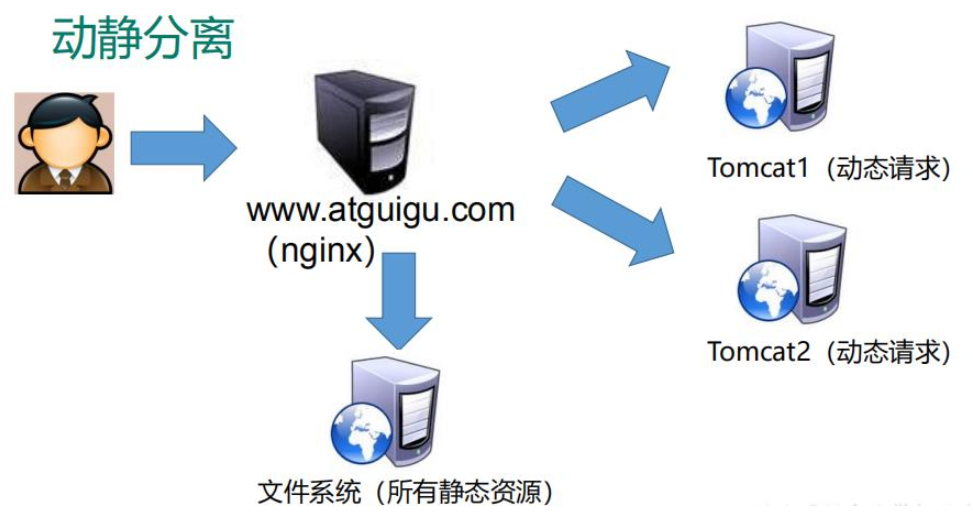 动静分离
www.atguigu.com
（nginx）
Tomcat1（动态请求）
Tomcat2（动态请求）
文件系统（所有静态资源）